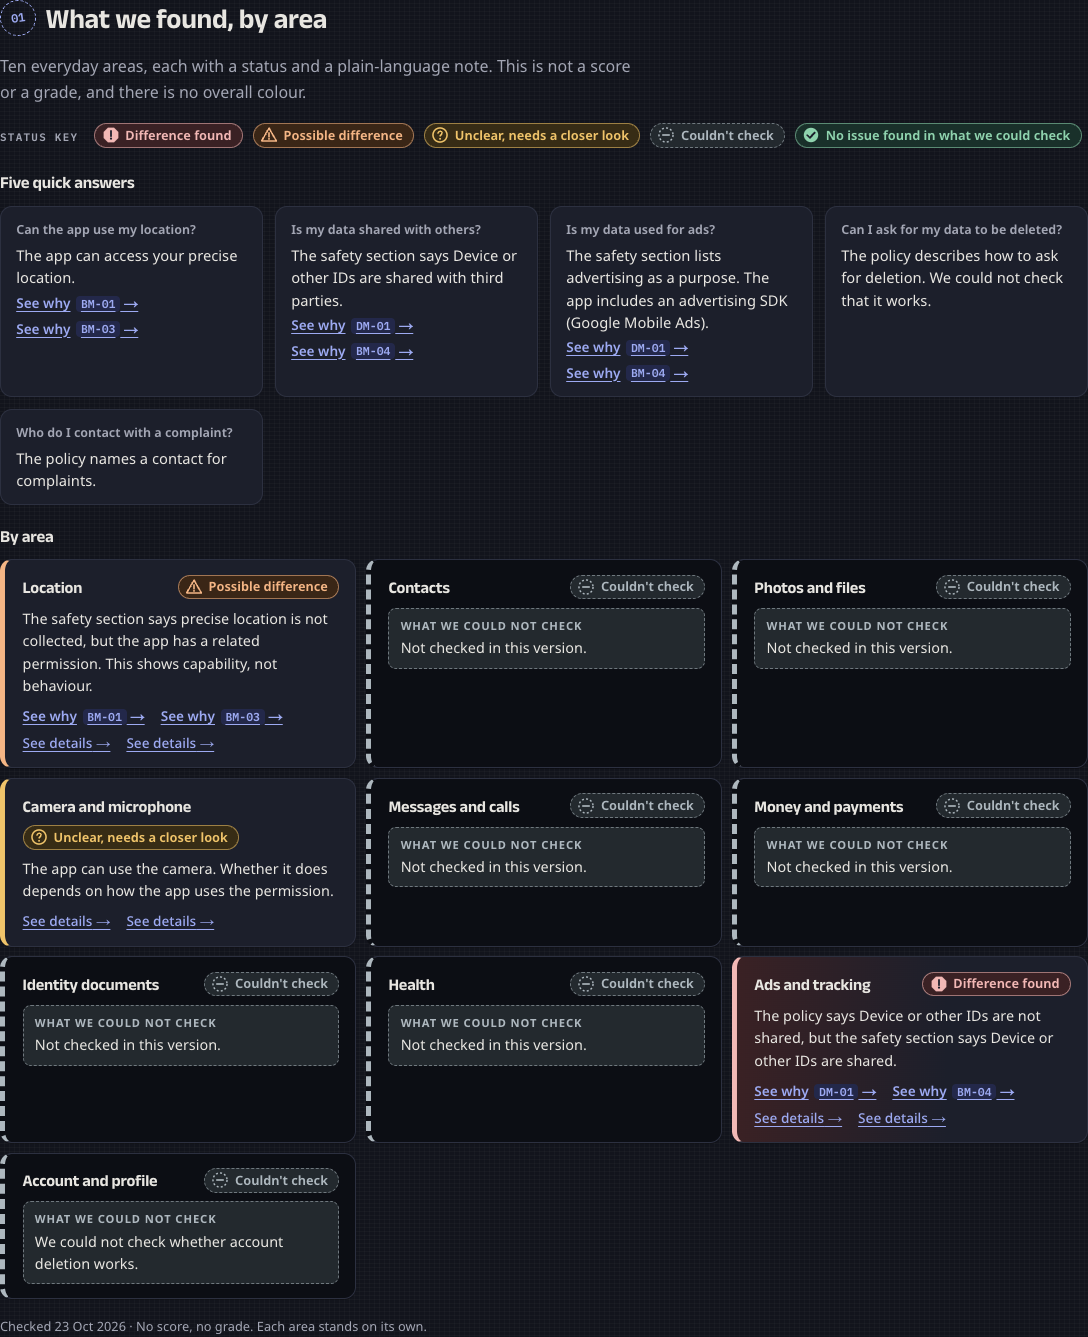 01 What we found, by area
Ten everyday areas, each with a status and a plain-language note. This is not a score
or a grade, and there is no overall colour.
STATUS KEY Difference found Possible difference Unclear, needs a closer look Couldn't check No issue found in what we could check
Five quick answers
Can the app use my location?
The app can access your precise
location.
See why BM-01 →
See why BM-03 →
Is my data shared with others?
The safety section says Device or
other IDs are shared with third
parties.
See why DM-01 →
See why BM-04 →
Is my data used for ads?
The safety section lists
advertising as a purpose. The
app includes an advertising SDK
(Google Mobile Ads).
See why DM-01 →
See why BM-04 →
Can I ask for my data to be deleted?
The policy describes how to ask
for deletion. We could not check
that it works.
Who do I contact with a complaint?
The policy names a contact for
complaints.
By area
Location Possible difference
The safety section says precise location is not
collected, but the app has a related
permission. This shows capability, not
behaviour.
See why BM-01 → See why BM-03 →
See details → See details →
Contacts Couldn't check
WHAT WE COULD NOT CHECK
Not checked in this version.
Photos and files Couldn't check
WHAT WE COULD NOT CHECK
Not checked in this version.
Camera and microphone
Unclear, needs a closer look
The app can use the camera. Whether it does
depends on how the app uses the permission.
See details → See details →
Messages and calls Couldn't check
WHAT WE COULD NOT CHECK
Not checked in this version.
Money and payments Couldn't check
WHAT WE COULD NOT CHECK
Not checked in this version.
Identity documents Couldn't check
WHAT WE COULD NOT CHECK
Not checked in this version.
Health Couldn't check
WHAT WE COULD NOT CHECK
Not checked in this version.
Ads and tracking Difference found
The policy says Device or other IDs are not
shared, but the safety section says Device or
other IDs are shared.
See why DM-01 → See why BM-04 →
See details → See details →
Account and profile Couldn't check
WHAT WE COULD NOT CHECK
We could not check whether account
deletion works.
Checked 23 Oct 2026 · No score, no grade. Each area stands on its own.